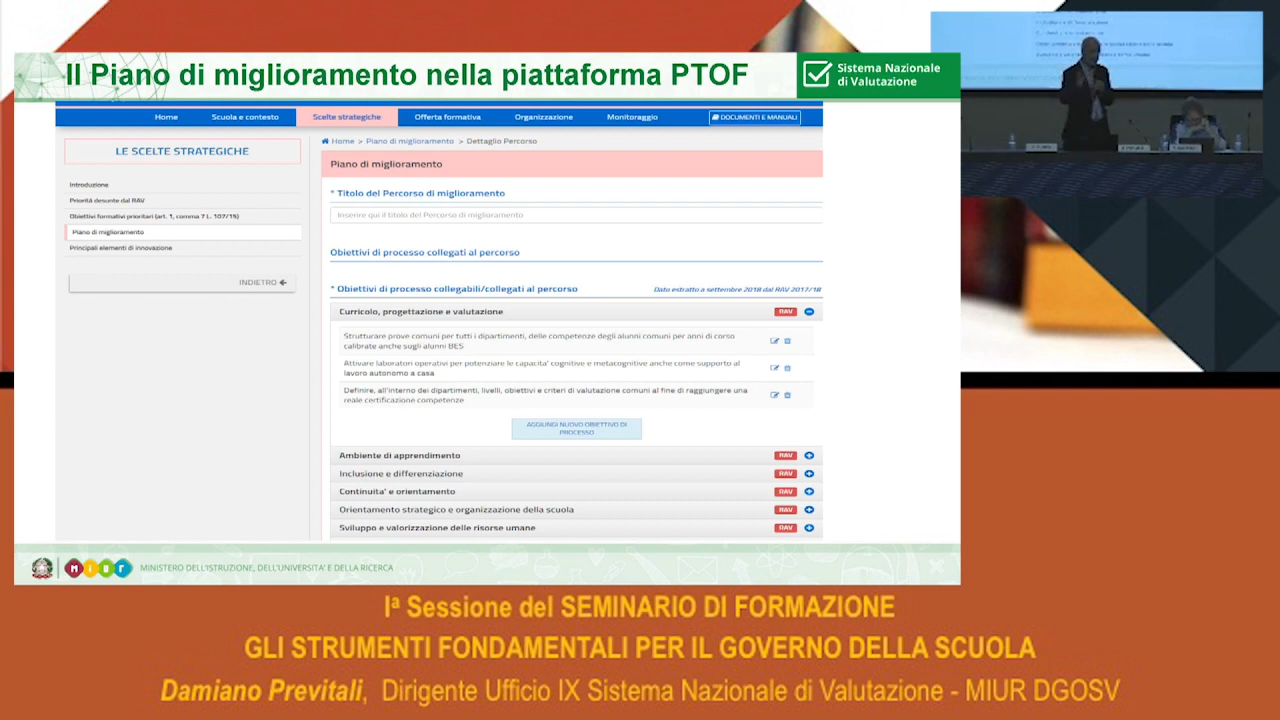 Il Piano di miglioramento nella piattaforma PTOF
Sistema Nazionale
di Valutazione
Home
Scuola e contesto
Scelte strategiche
Offerta formativa
Organizzazione
Monitoraggio
DOCUMENTI E MANUALI
LE SCELTE STRATEGICHE
Introduzione
Priorità desunte dal RAV
Obiettivi formativi prioritari (art. 1, comma 7 L. 107/15)
Piano di miglioramento
Principali elementi di innovazione
INDIETRO
Home > Piano di miglioramento > Dettaglio Percorso
Piano di miglioramento
* Titolo del Percorso di miglioramento
Inserire qui il titolo del Percorso di miglioramento
Obiettivi di processo collegati al percorso
* Obiettivi di processo collegabili/collegati al percorso
Dato estratto a settembre 2018 dal RAV 2017/18
Curricolo, progettazione e valutazione RAV
Strutturare prove comuni per tutti i dipartimenti, delle competenze degli alunni comuni per anni di corso
calibrate anche sugli alunni BES
Attivare laboratori operativi per potenziare le capacita' cognitive e metacognitive anche come supporto al
lavoro autonomo a casa
Definire, all'interno dei dipartimenti, livelli, obiettivi e criteri di valutazione comuni al fine di raggiungere una
reale certificazione competenze
AGGIUNGI NUOVO OBIETTIVO DI
PROCESSO
Ambiente di apprendimento RAV
Inclusione e differenziazione RAV
Continuita' e orientamento RAV
Orientamento strategico e organizzazione della scuola RAV
Sviluppo e valorizzazione delle risorse umane RAV
MIUR
MINISTERO DELL'ISTRUZIONE, DELL'UNIVERSITA' E DELLA RICERCA
Iª Sessione del SEMINARIO DI FORMAZIONE
GLI STRUMENTI FONDAMENTALI PER IL GOVERNO DELLA SCUOLA
Damiano Previtali, Dirigente Ufficio IX Sistema Nazionale di Valutazione - MIUR DGOSV